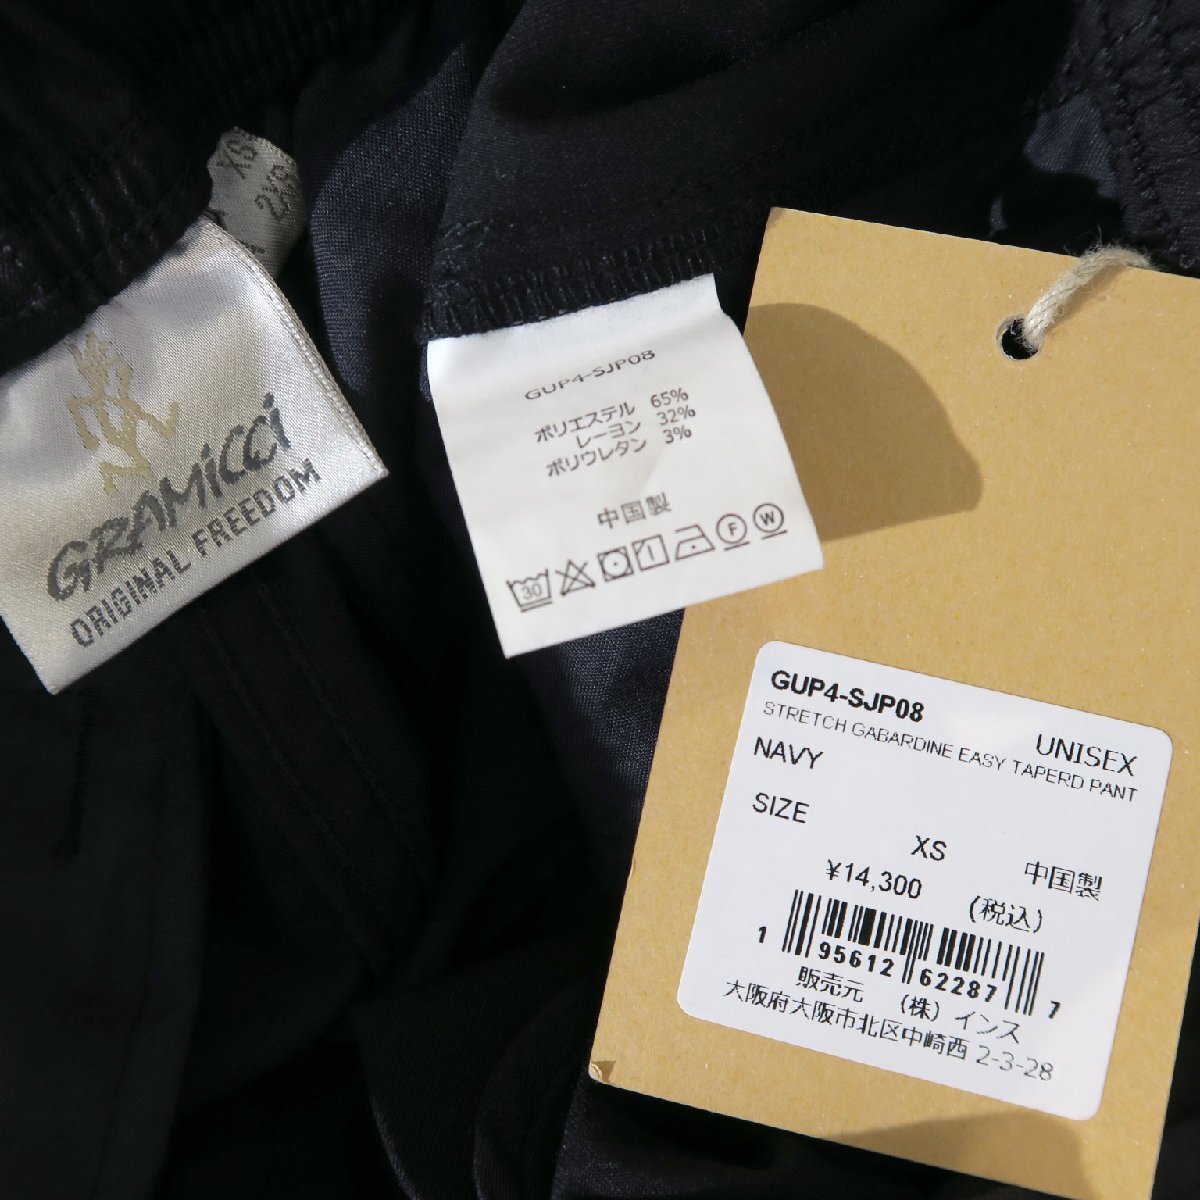 XS
2XS
GRAMiCCi
ORIGINAL FREEDOM
GUP4-SJP08
ポリエステル 65%
レーヨン 32%
ポリウレタン 3%
中国製
30
F
W
GUP4-SJP08
UNISEX
STRETCH GABARDINE EASY TAPERD PANT
NAVY
SIZE
XS
中国製
¥14,300
(税込)
1 95612 62287 7
販売元 (株)インス
大阪府大阪市北区中崎西 2-3-28